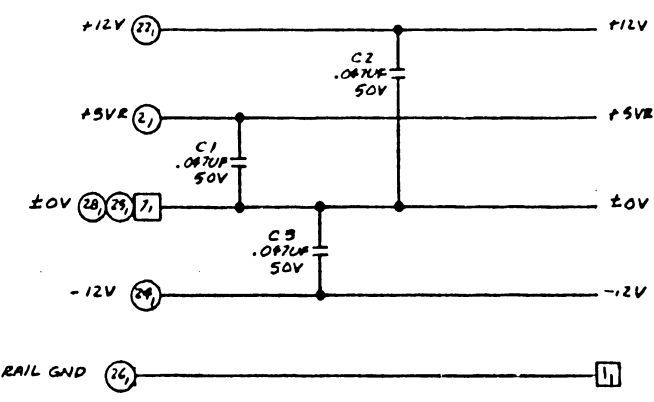 +12V 22, +12V
C2
.047UF
50V
+5VR 2, +5VR
C1
.047UF
50V
±0V 28, 29, 7, ±0V
C3
.047UF
50V
-12V 24, -12V
RAIL GND 26, 1,